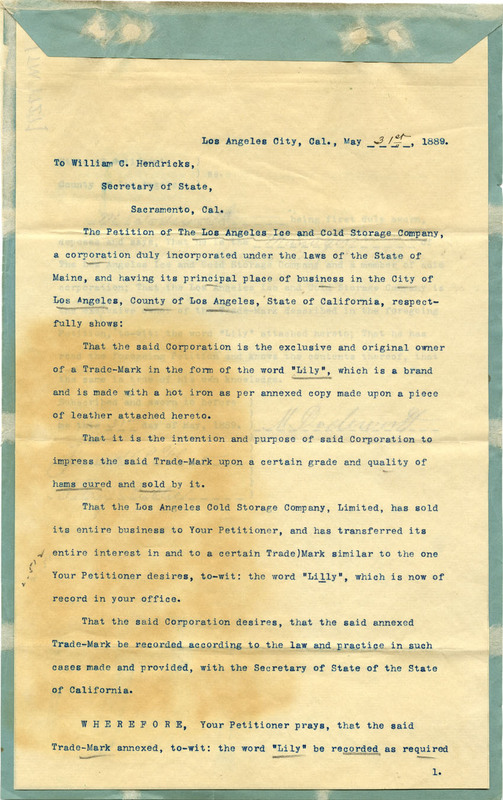 Los Angeles City, Cal., May 31st, 1889.
To William C. Hendricks,
Secretary of State,
Sacramento, Cal.
The Petition of The Los Angeles Ice and Cold Storage Company,
a corporation duly incorporated under the laws of the State of
Maine, and having its principal place of business in the City of
Los Angeles, County of Los Angeles, State of California, respect-
fully shows:
That the said Corporation is the exclusive and original owner
of a Trade-Mark in the form of the word "Lily", which is a brand
and is made with a hot iron as per annexed copy made upon a piece
of leather attached hereto.
That it is the intention and purpose of said Corporation to
impress the said Trade-Mark upon a certain grade and quality of
hams cured and sold by it.
That the Los Angeles Cold Storage Company, Limited, has sold
its entire business to Your Petitioner, and has transferred its
entire interest in and to a certain Trade)Mark similar to the one
Your Petitioner desires, to-wit: the word "Lilly", which is now of
record in your office.
That the said Corporation desires, that the said annexed
Trade-Mark be recorded according to the law and practice in such
cases made and provided, with the Secretary of State of the State
of California.
W H E R E F O R E, Your Petitioner prays, that the said
Trade-Mark annexed, to-wit: the word "Lily" be recorded as required
1.